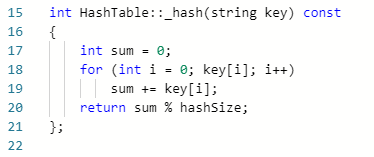 15 int HashTable::_hash(string key) const
16 {
17     int sum = 0;
18     for (int i = 0; key[i]; i++)
19         sum += key[i];
20     return sum % hashSize;
21 };
22